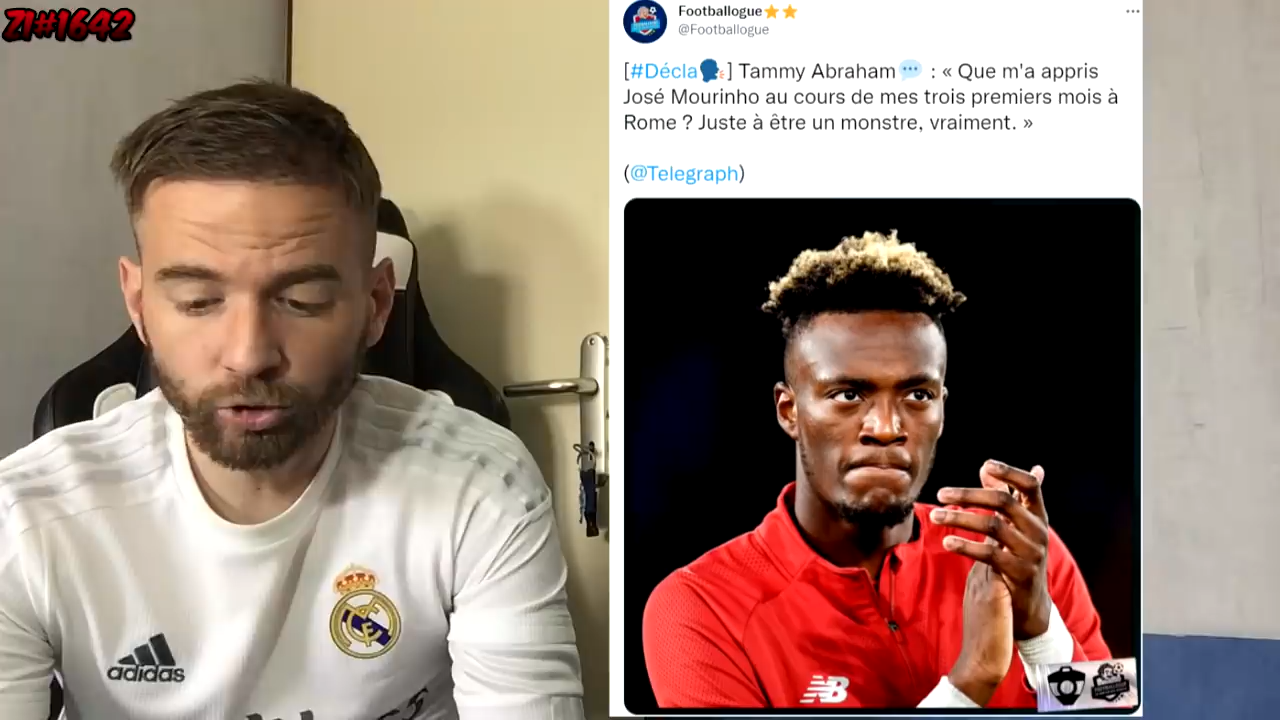 Z1#1642
Footballogue
@Footballogue
[#Décla] Tammy Abraham : « Que m'a appris
José Mourinho au cours de mes trois premiers mois à
Rome ? Juste à être un monstre, vraiment. »
(@Telegraph)
adidas
NB